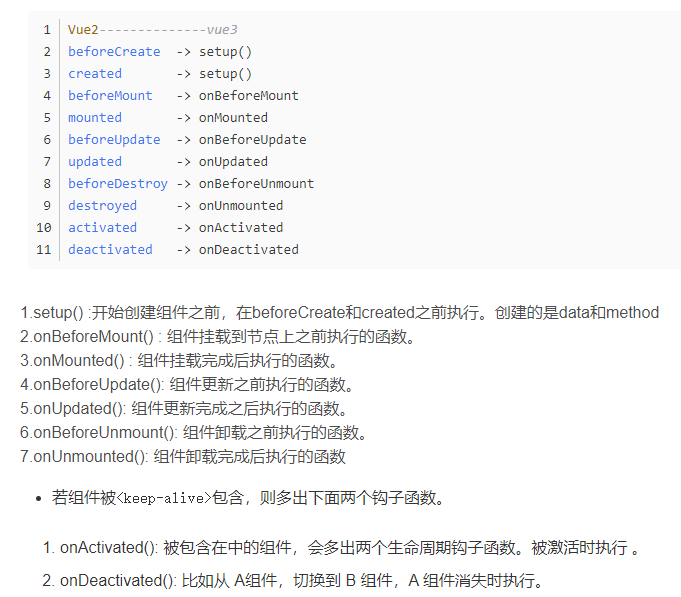 1 Vue2--------------vue3
2 beforeCreate -> setup()
3 created -> setup()
4 beforeMount -> onBeforeMount
5 mounted -> onMounted
6 beforeUpdate -> onBeforeUpdate
7 updated -> onUpdated
8 beforeDestroy -> onBeforeUnmount
9 destroyed -> onUnmounted
10 activated -> onActivated
11 deactivated -> onDeactivated
1.setup() :开始创建组件之前，在beforeCreate和created之前执行。创建的是data和method
2.onBeforeMount() : 组件挂载到节点上之前执行的函数。
3.onMounted() : 组件挂载完成后执行的函数。
4.onBeforeUpdate(): 组件更新之前执行的函数。
5.onUpdated(): 组件更新完成之后执行的函数。
6.onBeforeUnmount(): 组件卸载之前执行的函数。
7.onUnmounted(): 组件卸载完成后执行的函数
• 若组件被<keep-alive>包含，则多出下面两个钩子函数。
1. onActivated(): 被包含在中的组件，会多出两个生命周期钩子函数。被激活时执行 。
2. onDeactivated(): 比如从 A组件，切换到 B 组件，A 组件消失时执行。